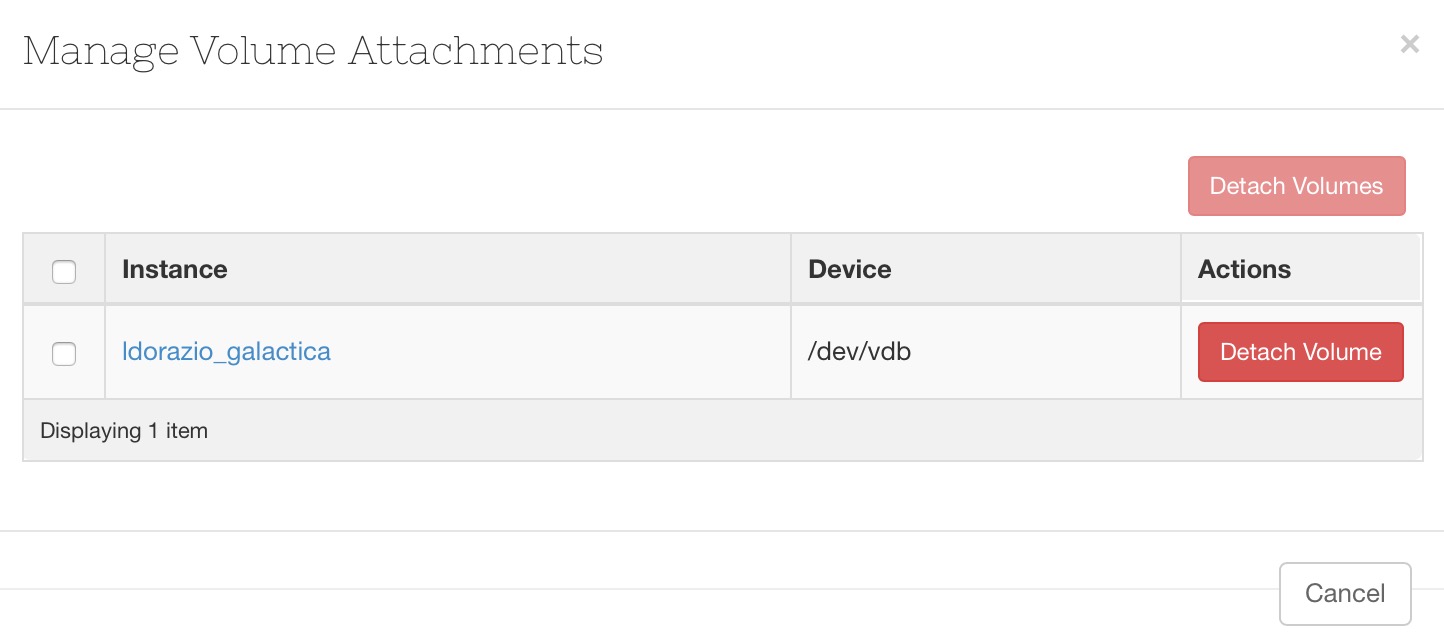 Manage Volume Attachments
×
Detach Volumes
Instance Device Actions
ldorazio_galactica /dev/vdb Detach Volume
Displaying 1 item
Cancel